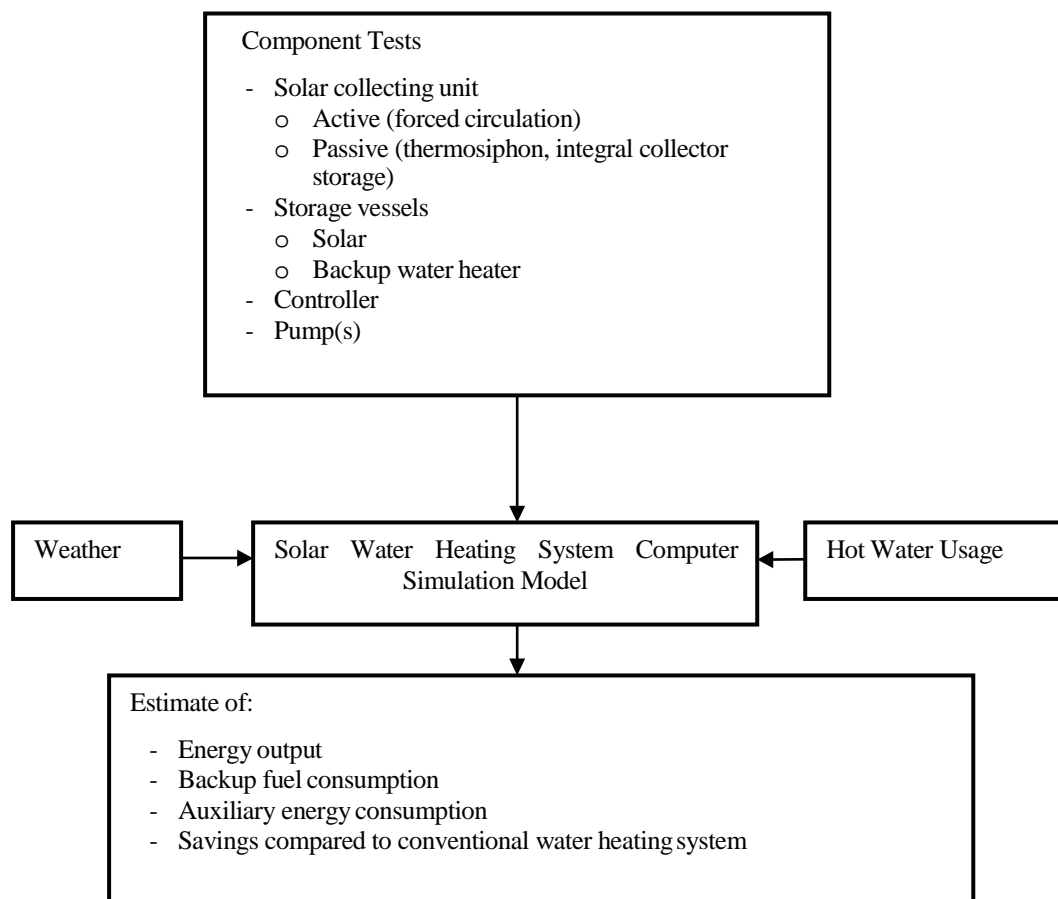 Component Tests
- Solar collecting unit
o Active (forced circulation)
o Passive (thermosiphon, integral collector
storage)
- Storage vessels
o Solar
o Backup water heater
- Controller
- Pump(s)
Weather
Solar Water Heating System Computer
Simulation Model
Hot Water Usage
Estimate of:
- Energy output
- Backup fuel consumption
- Auxiliary energy consumption
- Savings compared to conventional water heating system